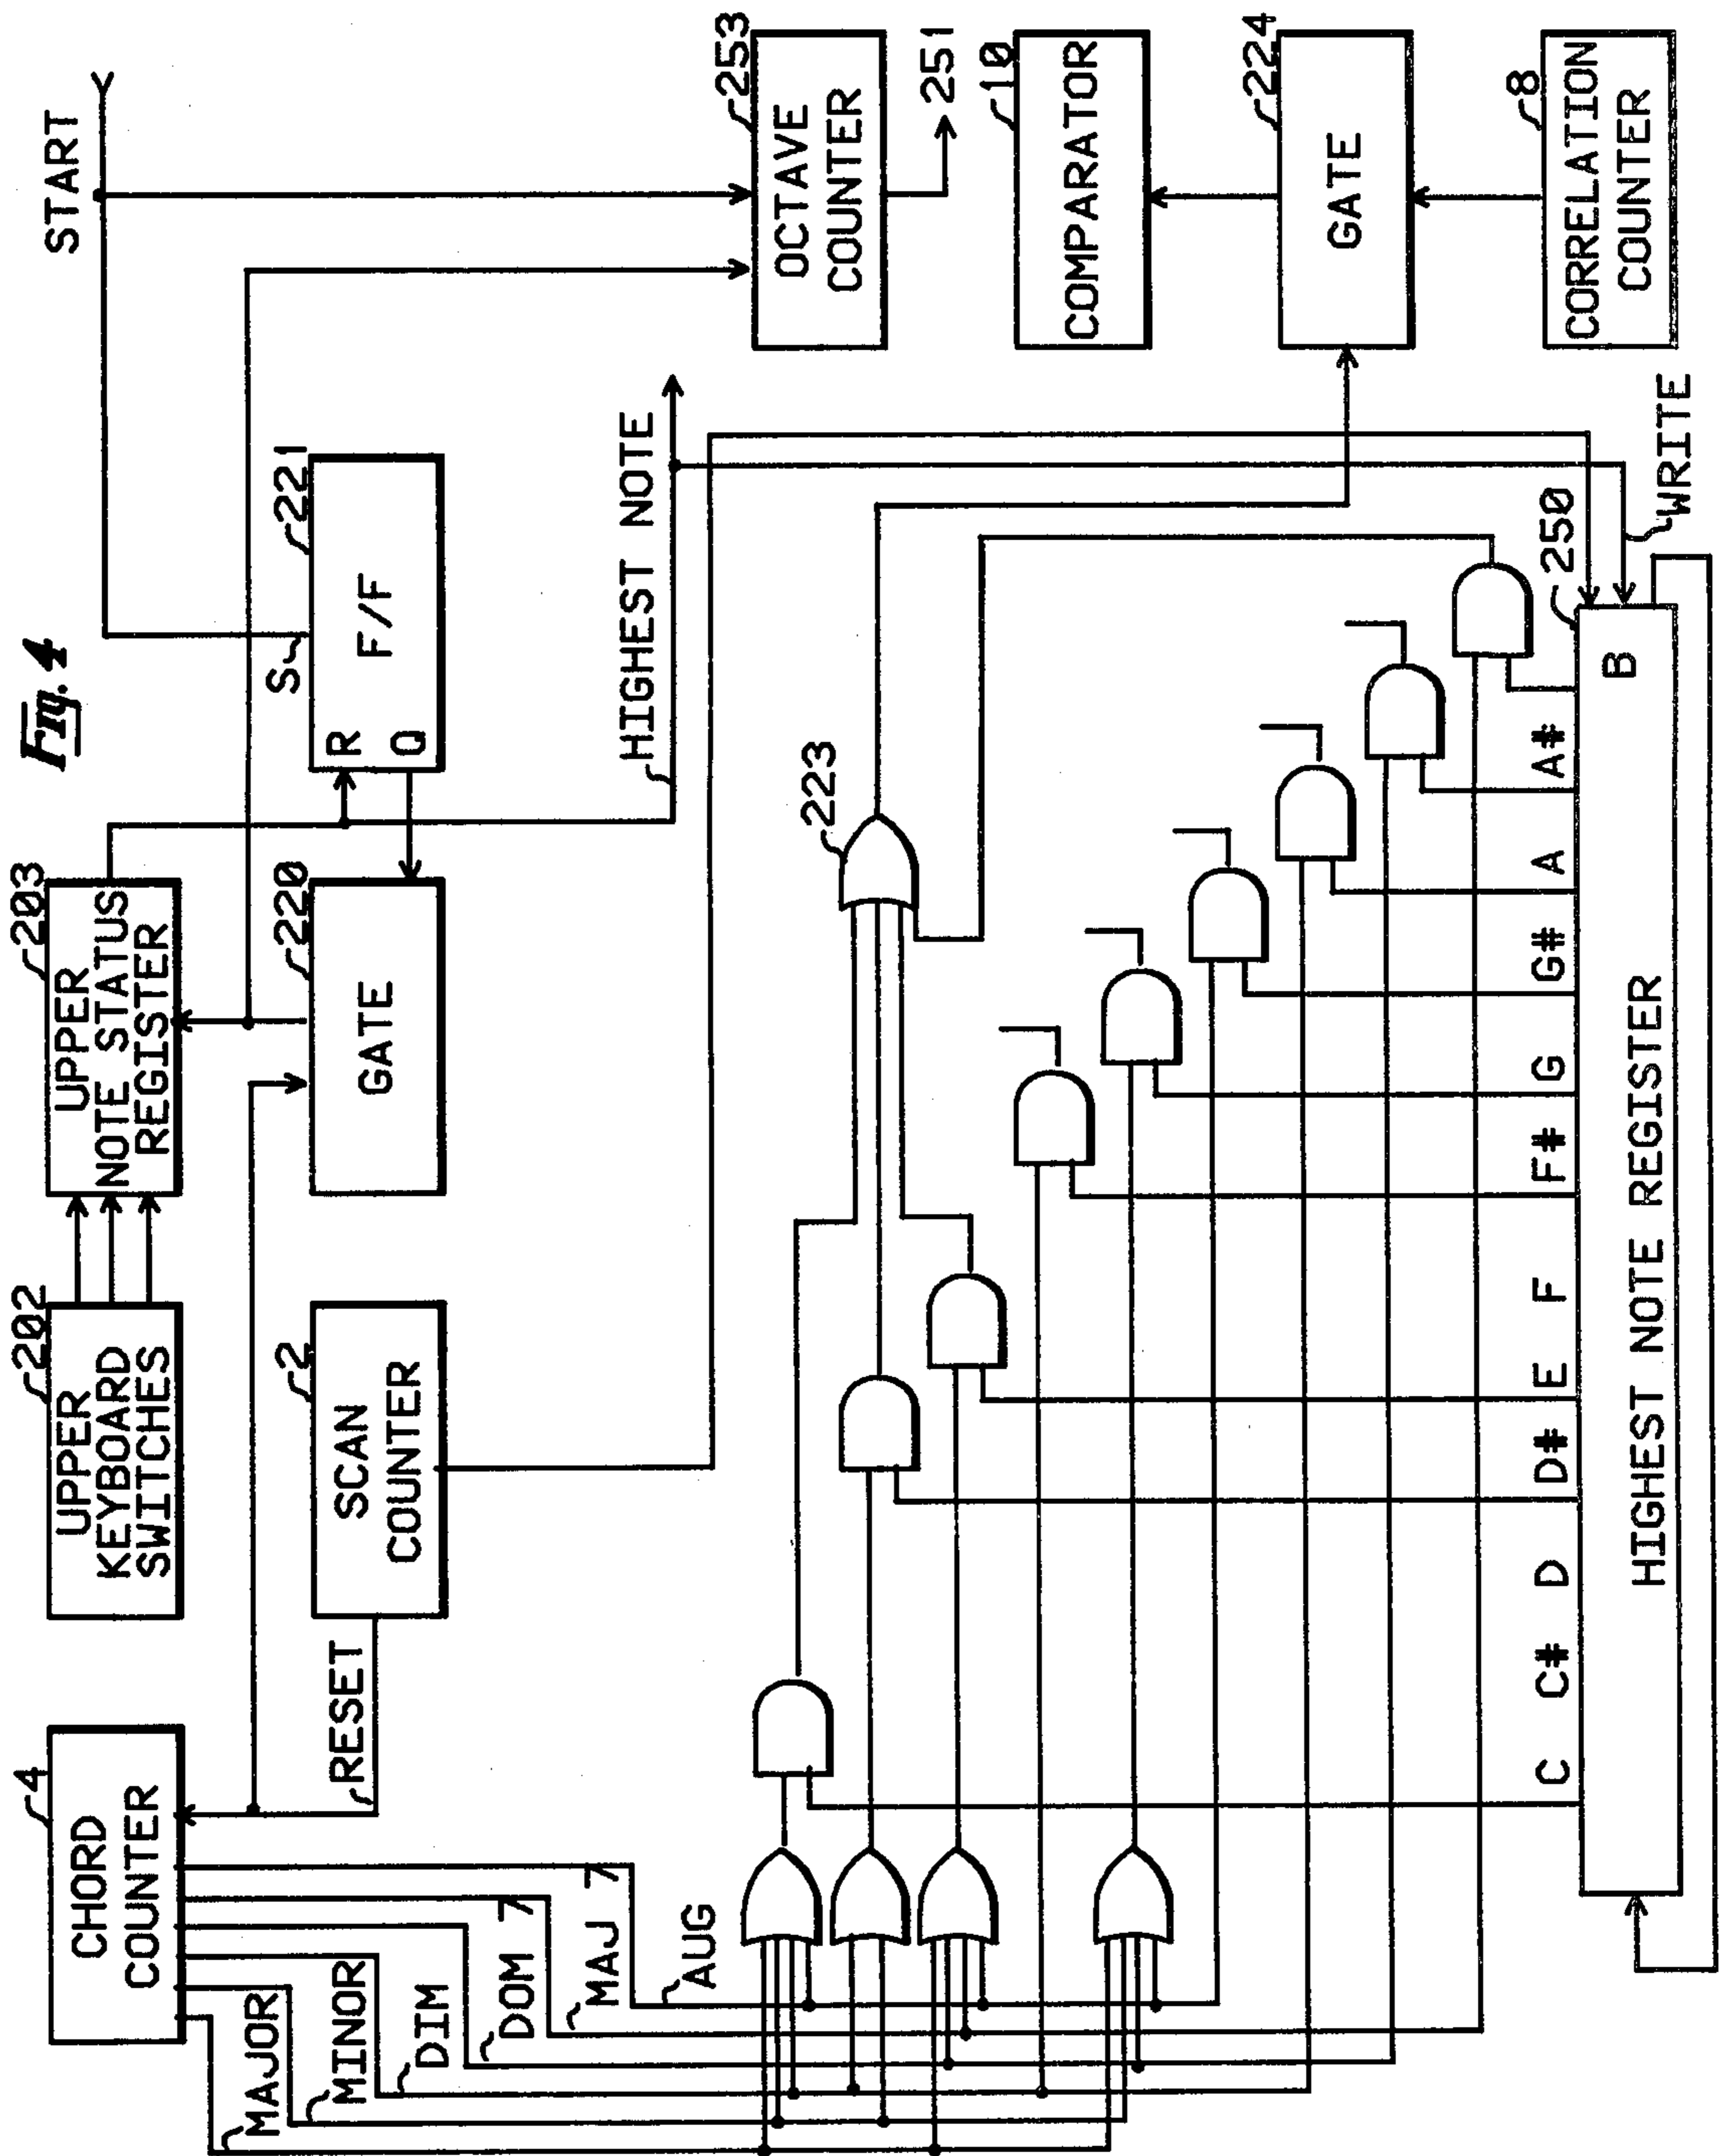 Fig. 4
START
4
CHORD
COUNTER
202
UPPER
KEYBOARD
SWITCHES
203
UPPER
NOTE STATUS
REGISTER
RESET
2
SCAN
COUNTER
220
GATE
221
S
R
Q
F/F
HIGHEST NOTE
253
OCTAVE
COUNTER
251
10
COMPARATOR
224
GATE
8
CORRELATION
COUNTER
MAJOR
MINOR
DIM
DOM 7
MAJ 7
AUG
223
250
WRITE
C C# D D# E F F# G G# A A# B
HIGHEST NOTE REGISTER